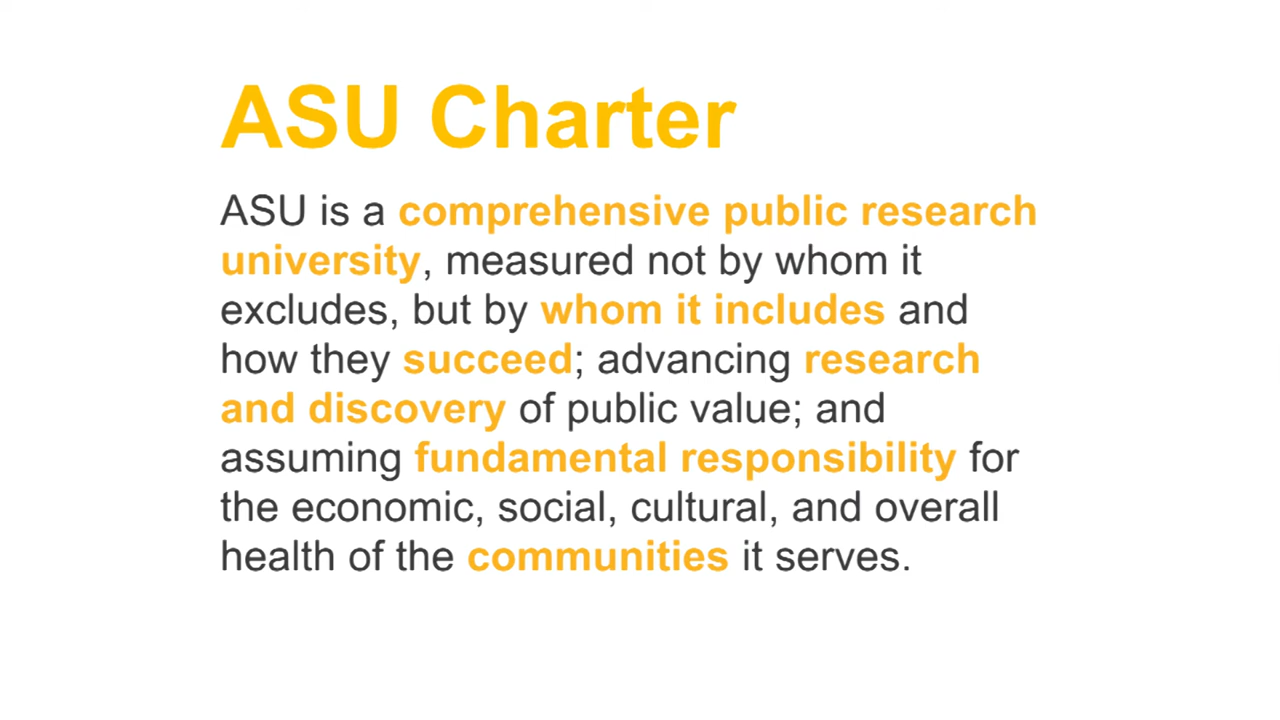 ASU Charter
ASU is a comprehensive public research
university, measured not by whom it
excludes, but by whom it includes and
how they succeed; advancing research
and discovery of public value; and
assuming fundamental responsibility for
the economic, social, cultural, and overall
health of the communities it serves.